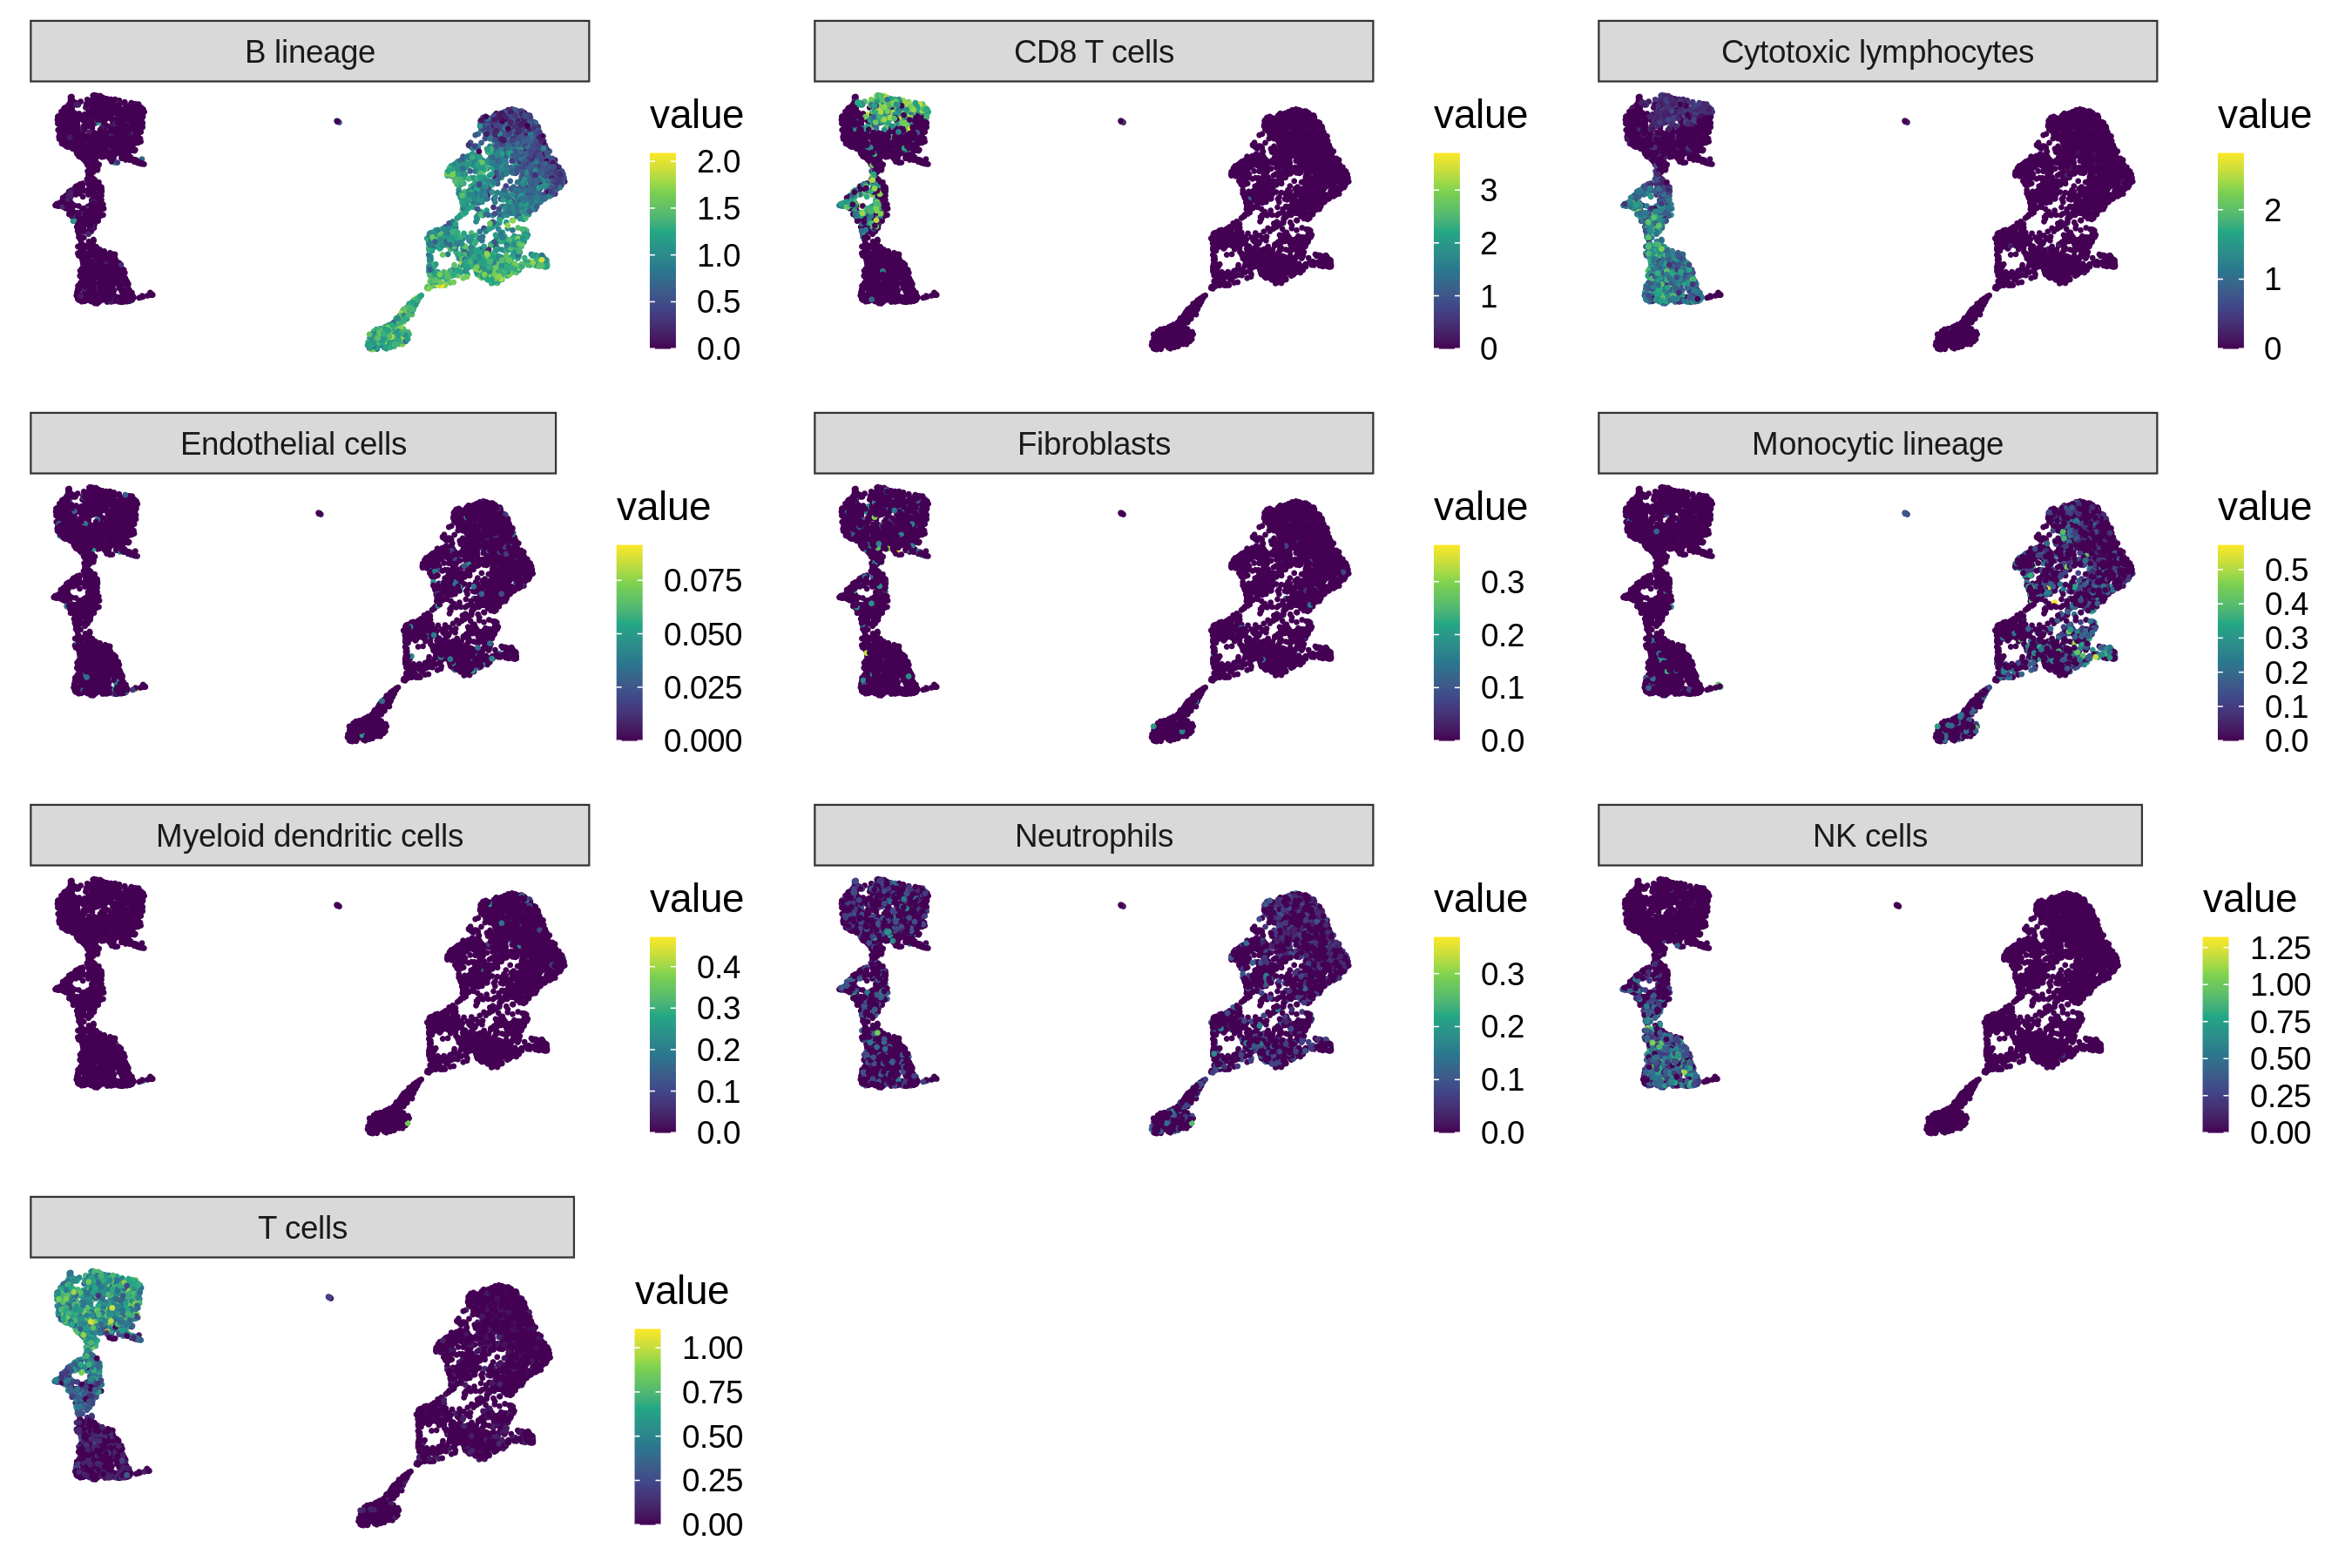 B lineage
value
2.0
1.5
1.0
0.5
0.0
CD8 T cells
value
3
2
1
0
Cytotoxic lymphocytes
value
2
1
0
Endothelial cells
value
0.075
0.050
0.025
0.000
Fibroblasts
value
0.3
0.2
0.1
0.0
Monocytic lineage
value
0.5
0.4
0.3
0.2
0.1
0.0
Myeloid dendritic cells
value
0.4
0.3
0.2
0.1
0.0
Neutrophils
value
0.3
0.2
0.1
0.0
NK cells
value
1.25
1.00
0.75
0.50
0.25
0.00
T cells
value
1.00
0.75
0.50
0.25
0.00